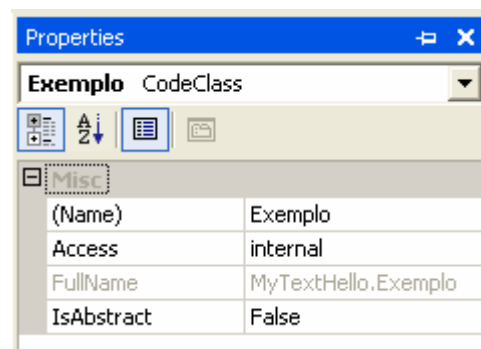 Properties
Exemplo CodeClass
Misc
(Name) Exemplo
Access internal
FullName MyTextHello.Exemplo
IsAbstract False